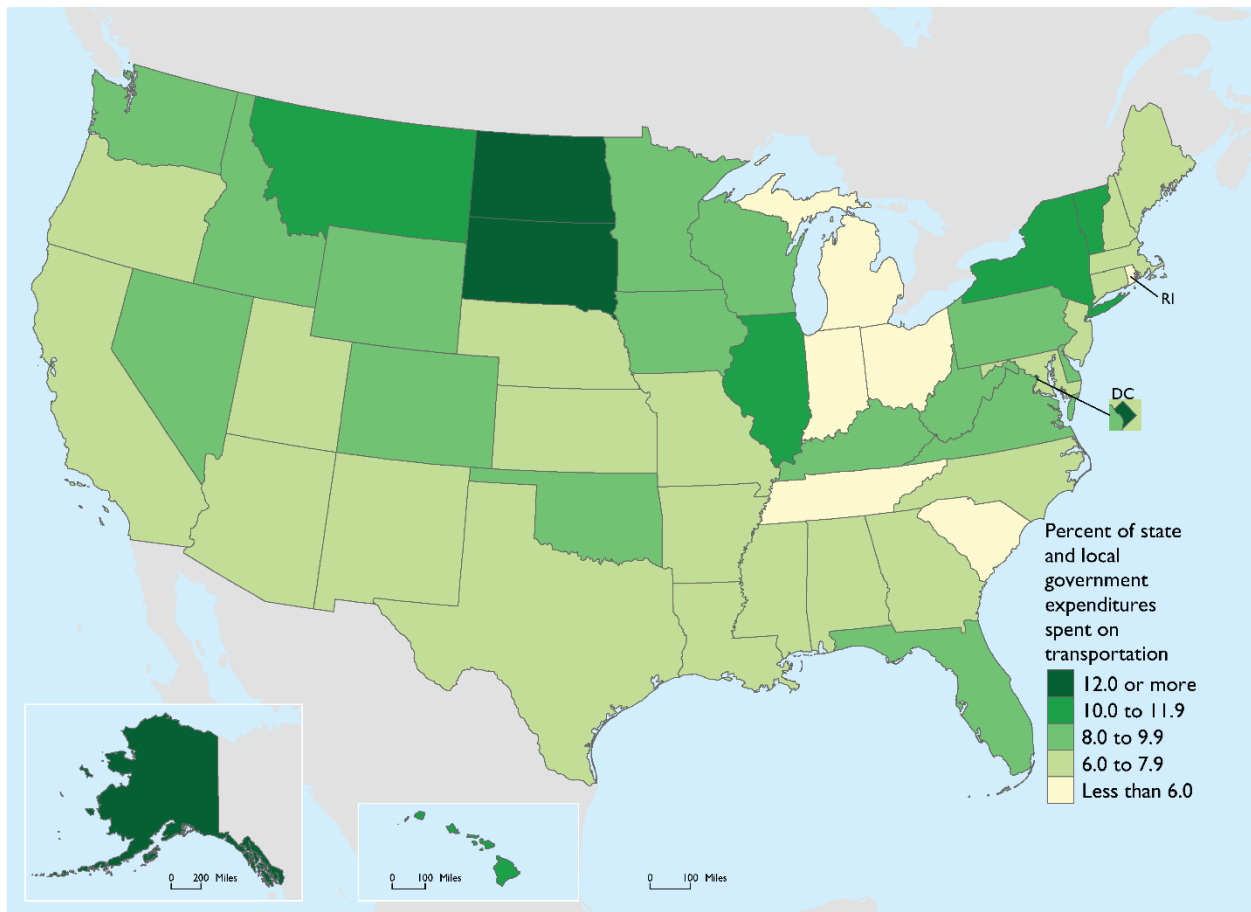 RI
DC
Percent of state
and local
government
expenditures
spent on
transportation
12.0 or more
10.0 to 11.9
8.0 to 9.9
6.0 to 7.9
Less than 6.0
0 200 Miles
0 100 Miles
0 100 Miles